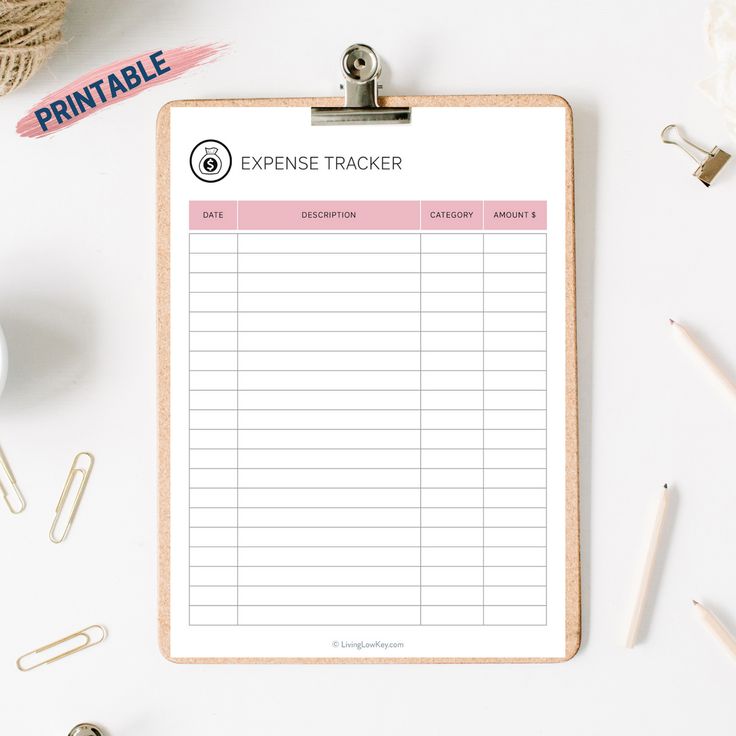 PRINTABLE
$
EXPENSE TRACKER
DATE DESCRIPTION CATEGORY AMOUNT $
© LivingLowKey.com